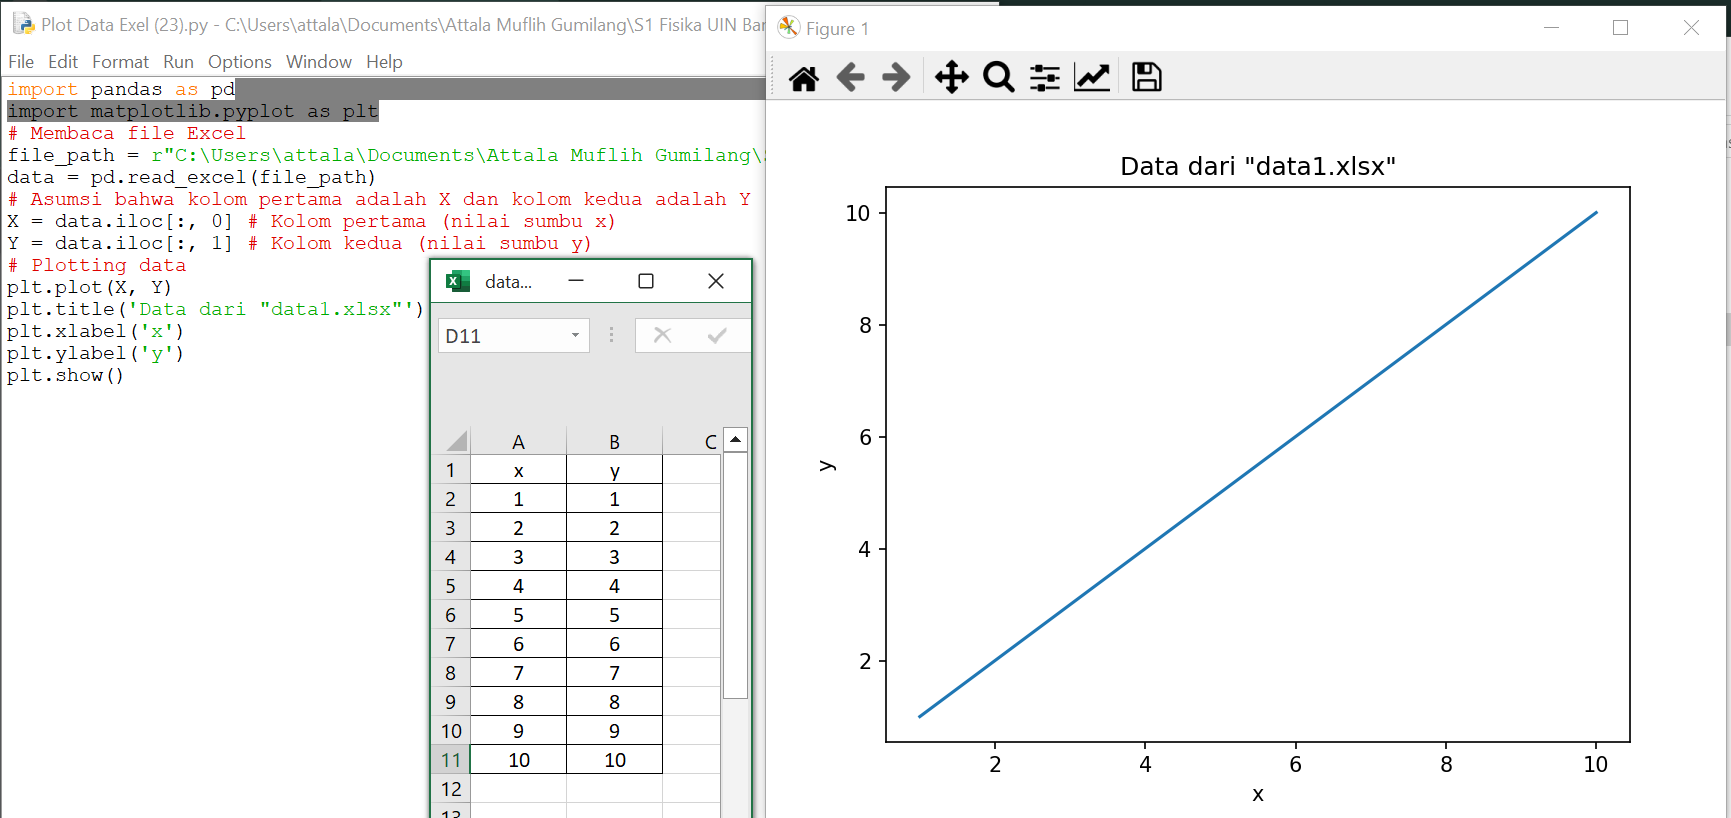 Plot Data Exel (23).py - C:\Users\attala\Documents\Attala Muflih Gumilang\S1 Fisika UIN Ban
File Edit Format Run Options Window Help
import pandas as pd
import matplotlib.pyplot as plt
# Membaca file Excel
file_path = r"C:\Users\attala\Documents\Attala Muflih Gumilang\
data = pd.read_excel(file_path)
# Asumsi bahwa kolom pertama adalah X dan kolom kedua adalah Y
X = data.iloc[:, 0] # Kolom pertama (nilai sumbu x)
Y = data.iloc[:, 1] # Kolom kedua (nilai sumbu y)
# Plotting data
plt.plot(X, Y)
plt.title('Data dari "data1.xlsx"')
plt.xlabel('x')
plt.ylabel('y')
plt.show()
data...
D11
A B C
1 x y
2 1 1
3 2 2
4 3 3
5 4 4
6 5 5
7 6 6
8 7 7
9 8 8
10 9 9
11 10 10
12
13
Figure 1
Data dari "data1.xlsx"
10
8
6
4
2
y
2 4 6 8 10
x